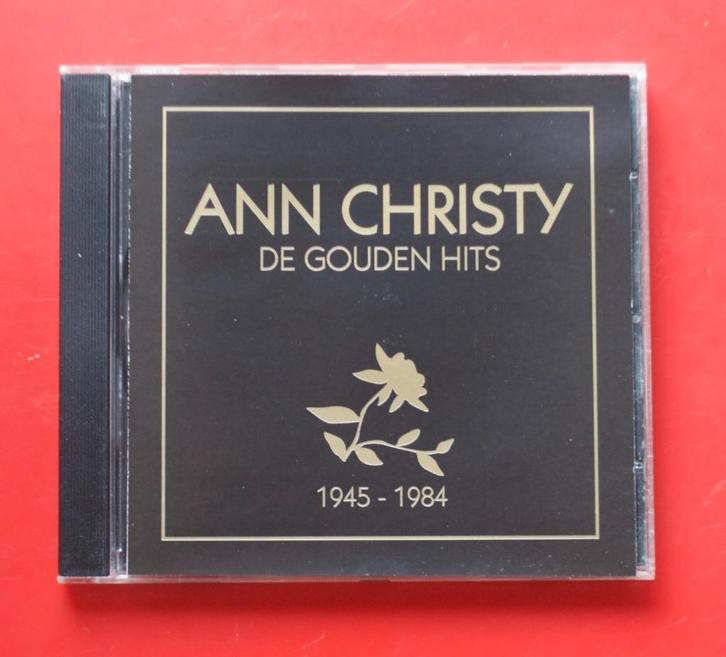 ANN CHRISTY
DE GOUDEN HITS
1945 - 1984